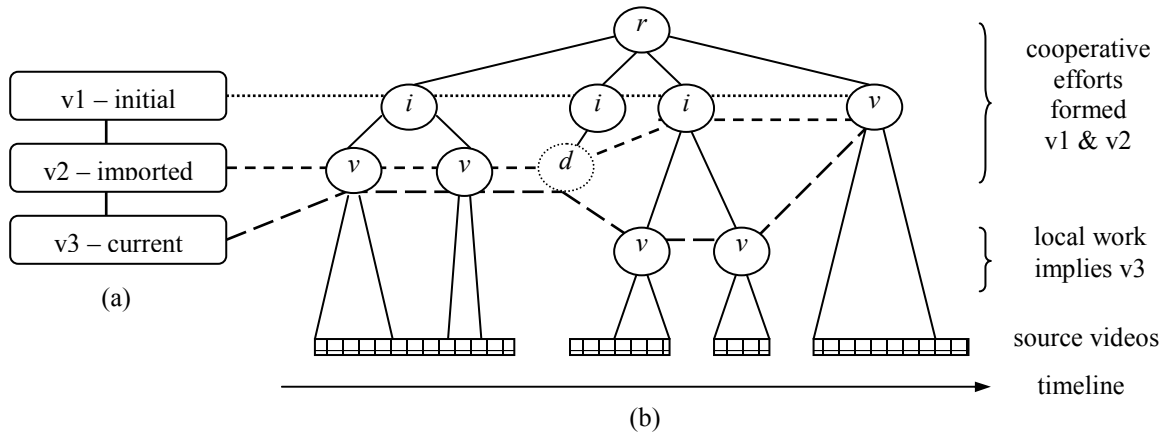 r
cooperative
efforts
formed
v1 & v2
v1 – initial
i
i
i
v
v2 – imported
v
v
d
v3 – current
v
v
local work
implies v3
(a)
source videos
timeline
(b)